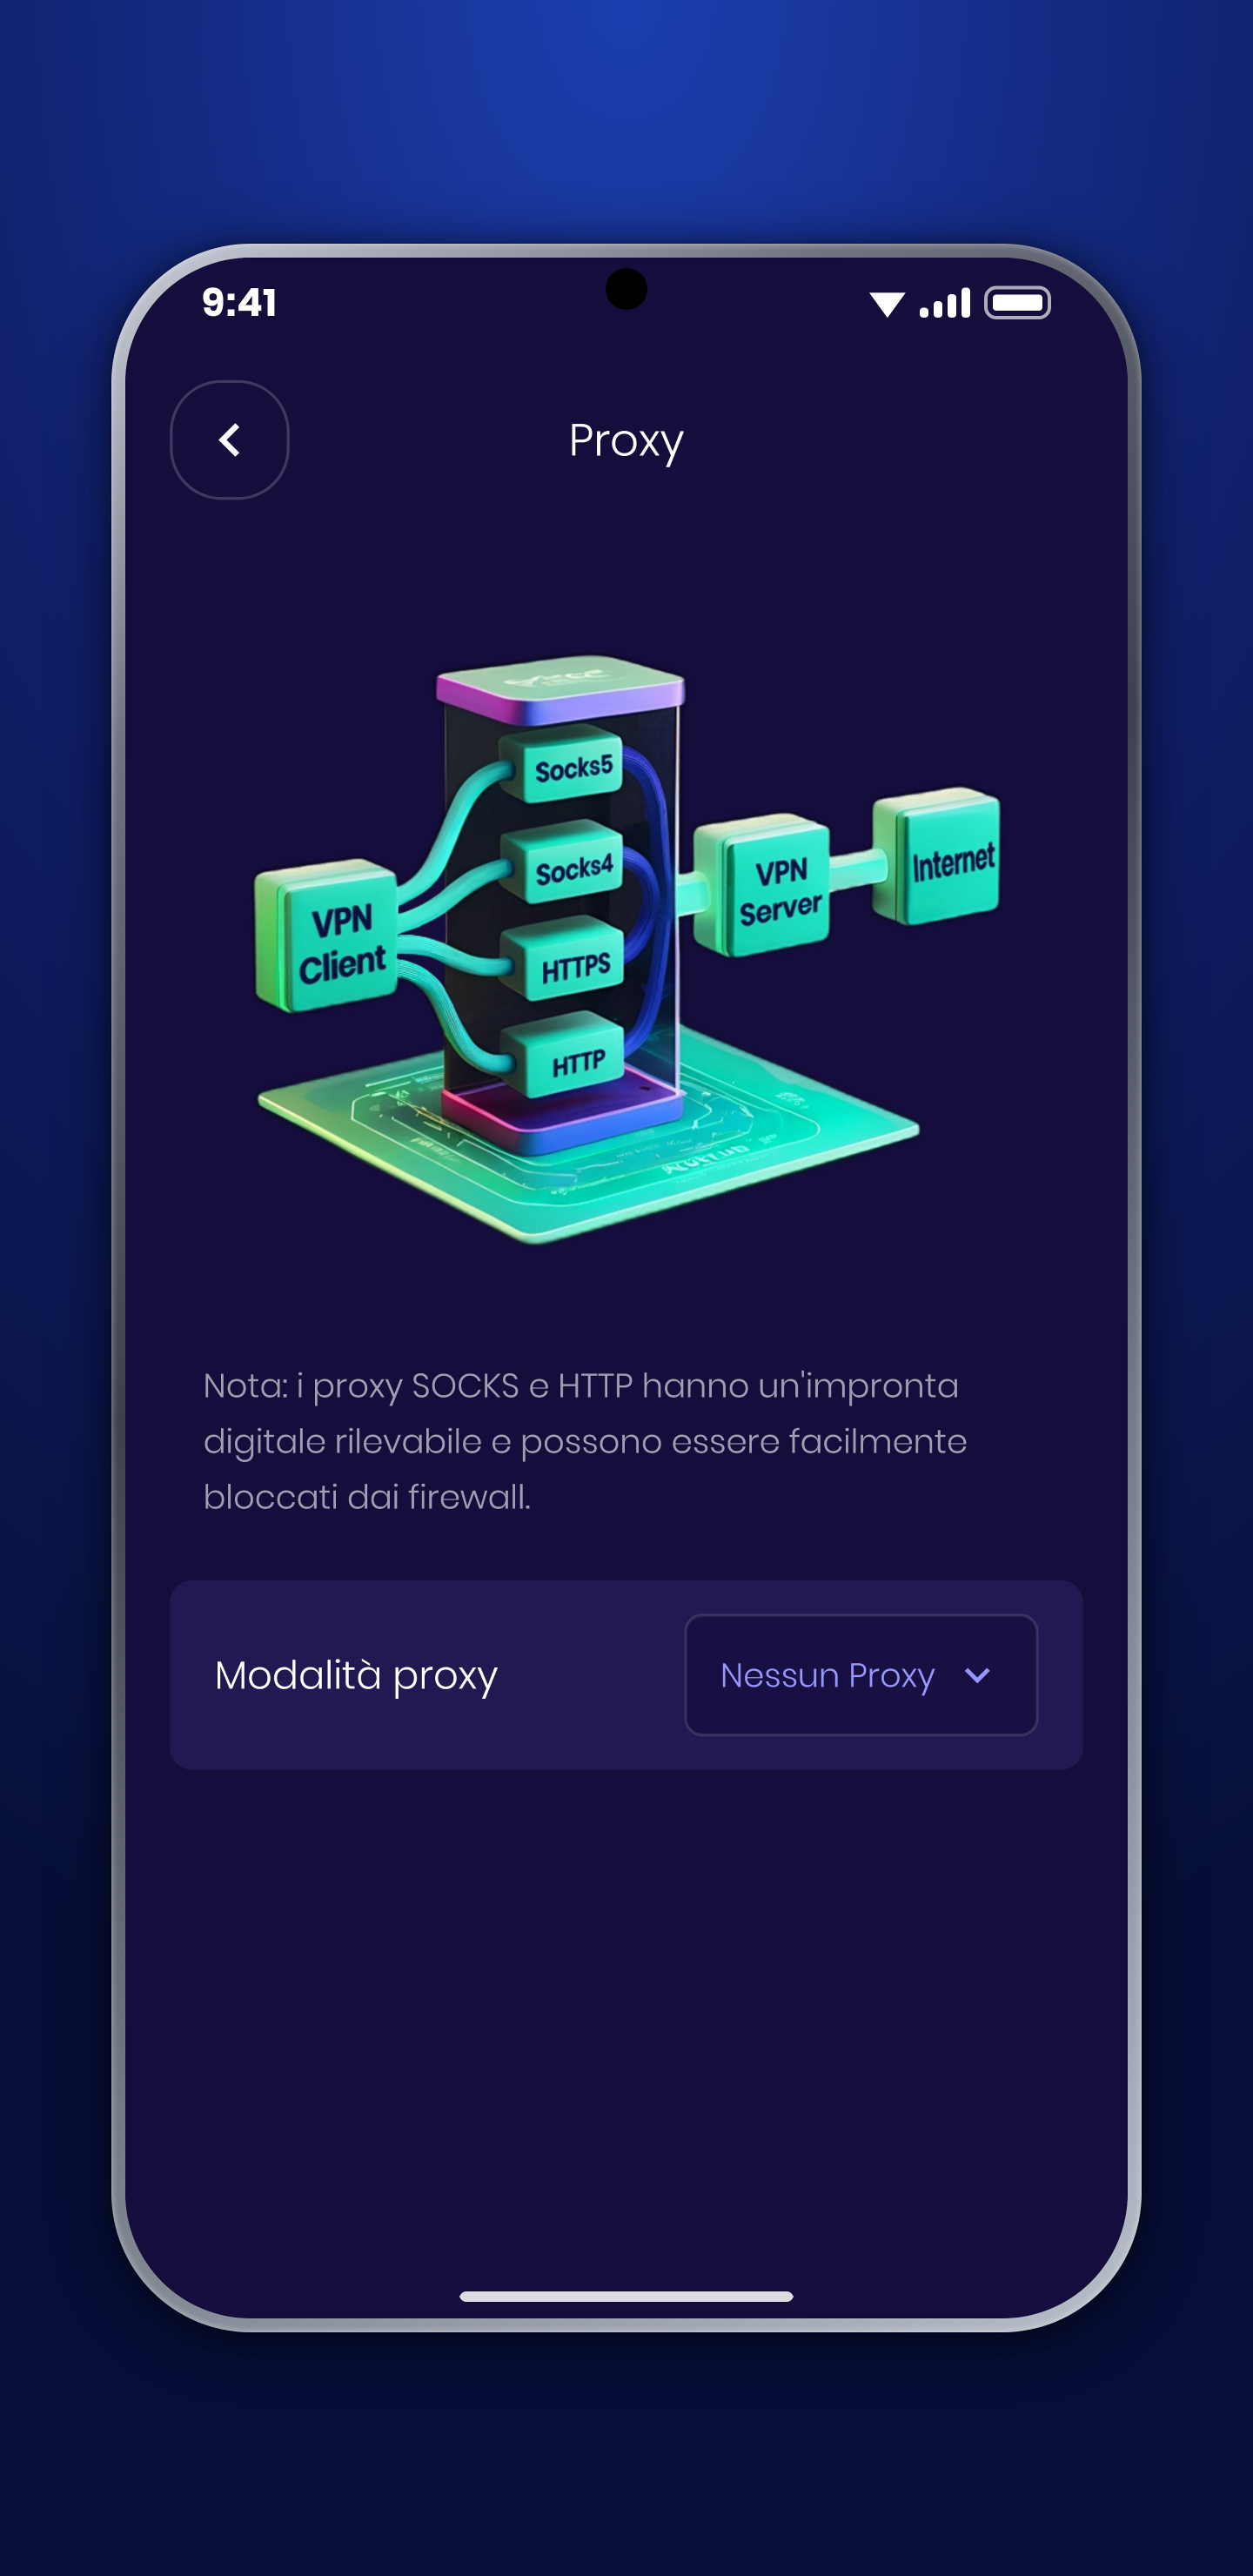 9:41
Proxy
Socks5
Socks4
HTTPS
HTTP
VPN
Client
VPN
Server
Internet
Nota: i proxy SOCKS e HTTP hanno un'impronta
digitale rilevabile e possono essere facilmente
bloccati dai firewall.
Modalità proxy
Nessun Proxy